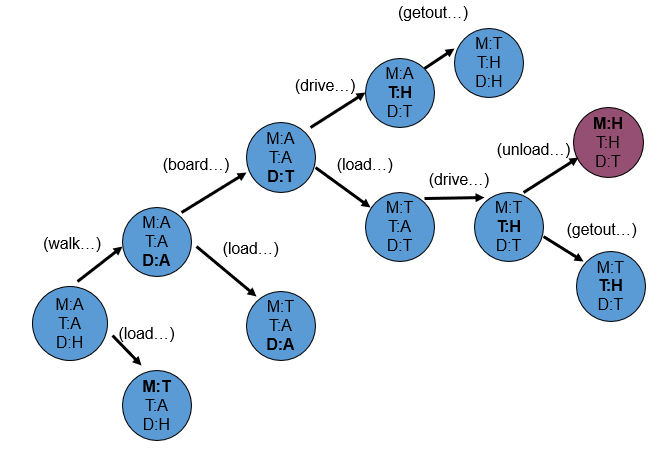 (getout…)
M:T
T:H
D:H
(drive…)
M:A
T:H
D:T
(board…)
M:A
T:A
D:T
(load…)
(unload…)
M:H
T:H
D:T
(drive…)
M:T
T:A
D:T
M:T
T:H
D:T
(getout…)
M:T
T:H
D:T
(walk…)
M:A
T:A
D:A
(load…)
M:T
T:A
D:A
M:A
T:A
D:H
(load…)
M:T
T:A
D:H